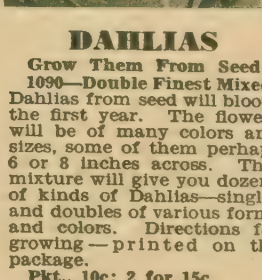 DAHLIAS
Grow Them From Seed
1090—Double Finest Mixe
Dahlias from seed will bloo
the first year. The flowe
will be of many colors an
sizes, some of them perha
6 or 8 inches across. Th
mixture will give you dozen
of kinds of Dahlias—singl
and doubles of various form
and colors. Directions f
growing—printed on th
package.
Pkt., 10c; 2 for 15c